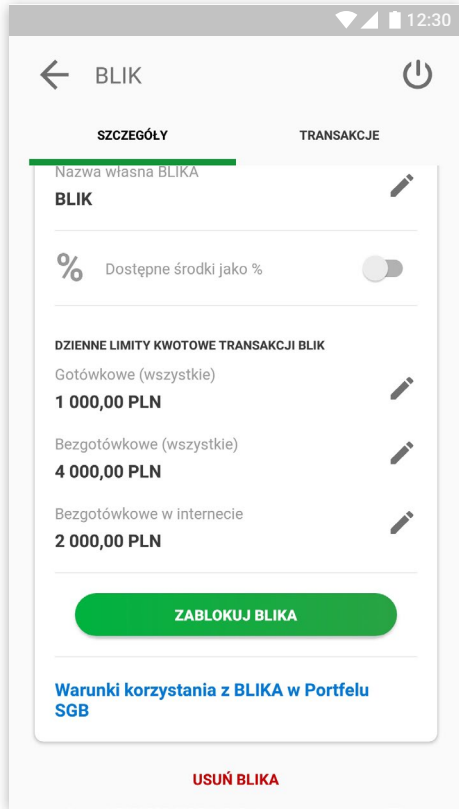 12:30
BLIK
SZCZEGÓŁY
TRANSAKCJE
Nazwa własna BLIKA
BLIK
% Dostępne środki jako %
DZIENNE LIMITY KWOTOWE TRANSAKCJI BLIK
Gotówkowe (wszystkie)
1 000,00 PLN
Bezgotówkowe (wszystkie)
4 000,00 PLN
Bezgotówkowe w internecie
2 000,00 PLN
ZABLOKUJ BLIKA
Warunki korzystania z BLIKA w Portfelu
SGB
USUŃ BLIKA